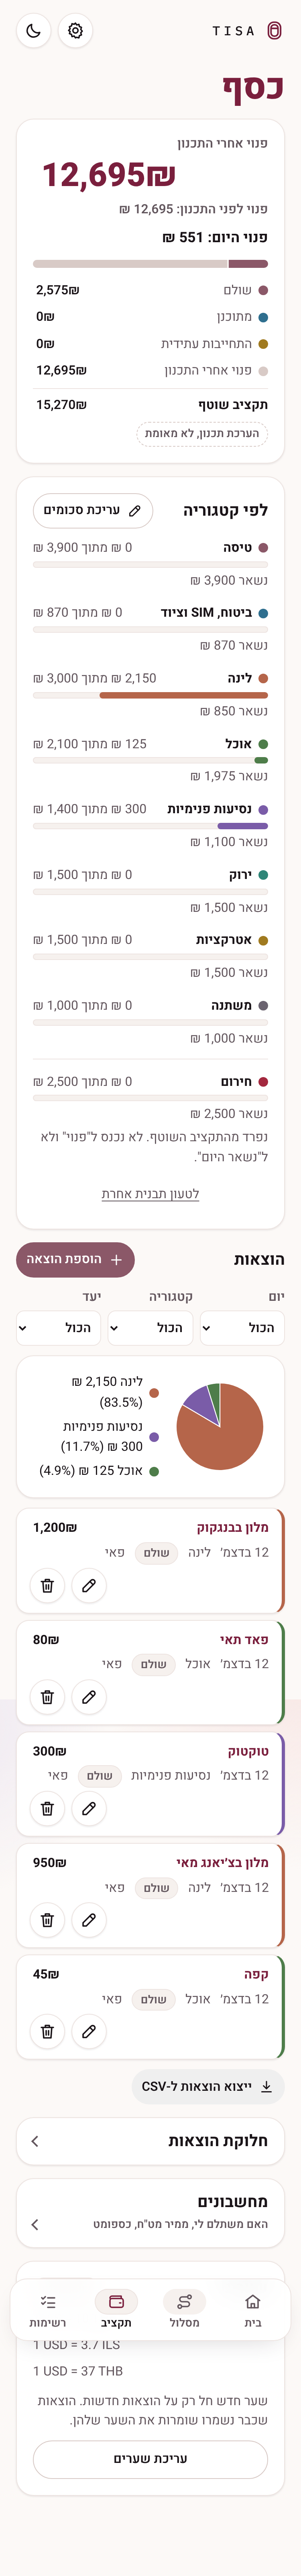 TISA
כסף
פנוי אחרי התכנון
12,695₪
פנוי לפני התכנון: 12,695 ₪
פנוי היום: 551 ₪
שולם 2,575₪
מתוכנן 0₪
התחייבות עתידית 0₪
פנוי אחרי התכנון 12,695₪
תקציב שוטף 15,270₪
הערכת תכנון, לא מאומת
לפי קטגוריה
עריכת סכומים
טיסה 0 ₪ מתוך 3,900 ₪
נשאר 3,900 ₪
ביטוח, SIM וציוד 0 ₪ מתוך 870 ₪
נשאר 870 ₪
לינה 2,150 ₪ מתוך 3,000 ₪
נשאר 850 ₪
אוכל 125 ₪ מתוך 2,100 ₪
נשאר 1,975 ₪
נסיעות פנימיות 300 ₪ מתוך 1,400 ₪
נשאר 1,100 ₪
ירוק 0 ₪ מתוך 1,500 ₪
נשאר 1,500 ₪
אטרקציות 0 ₪ מתוך 1,500 ₪
נשאר 1,500 ₪
משתנה 0 ₪ מתוך 1,000 ₪
נשאר 1,000 ₪
חירום 0 ₪ מתוך 2,500 ₪
נשאר 2,500 ₪
נפרד מהתקציב השוטף. לא נכנס ל"פנוי" ולא
ל"נשאר היום".
לטעון תבנית אחרת
הוצאות
הוספת הוצאה
יום קטגוריה יעד
הכול הכול הכול
לינה 2,150 ₪
(83.5%)
נסיעות פנימיות
300 ₪ (11.7%)
אוכל 125 ₪ (4.9%)
מלון בבנגקוק 1,200₪
12 בדצמ׳ לינה שולם פאי
פאד תאי 80₪
12 בדצמ׳ אוכל שולם פאי
טוקטוק 300₪
12 בדצמ׳ נסיעות פנימיות שולם פאי
מלון בצ׳יאנג מאי 950₪
12 בדצמ׳ לינה שולם פאי
קפה 45₪
12 בדצמ׳ אוכל שולם פאי
ייצוא הוצאות ל-CSV
חלוקת הוצאות
מחשבונים
האם משתלם לי, ממיר מט"ח, כספומט
בית מסלול תקציב רשימות
1 USD = 3.7 ILS
1 USD = 37 THB
שער חדש חל רק על הוצאות חדשות. הוצאות
שכבר נשמרו שומרות את השער שלהן.
עריכת שערים